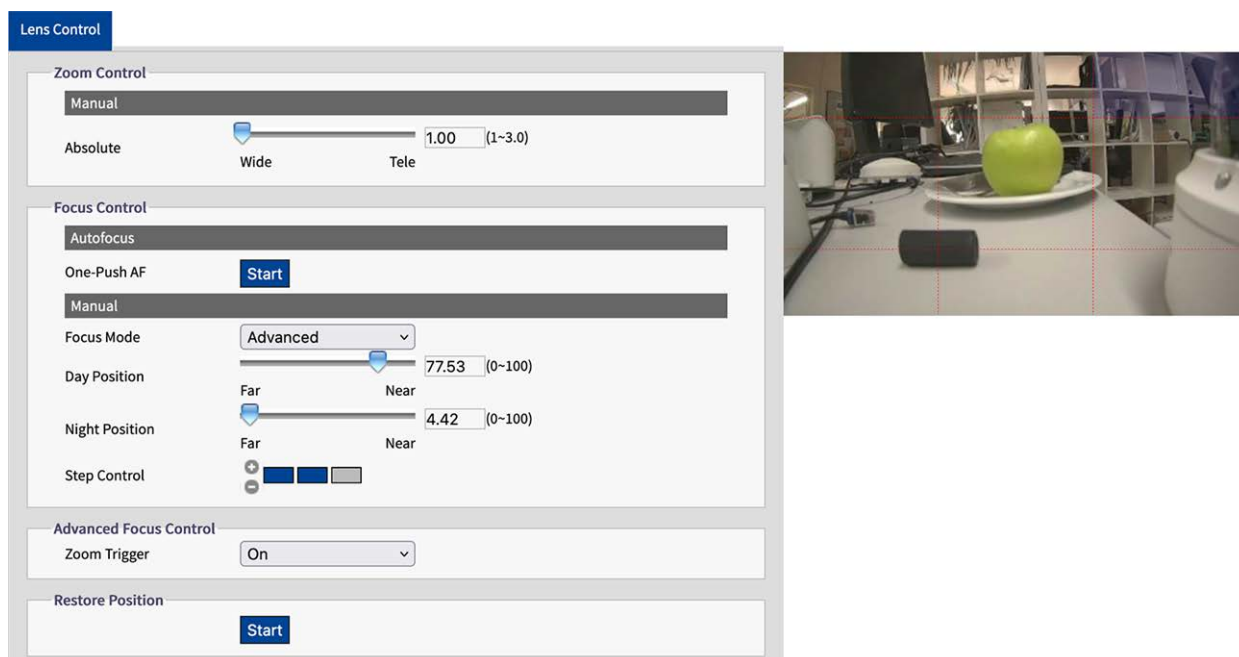 Lens Control
Zoom Control
Manual
Absolute
1.00 (1~3.0)
Wide Tele
Focus Control
Autofocus
One-Push AF Start
Manual
Focus Mode Advanced
Day Position
77.53 (0~100)
Far Near
Night Position
4.42 (0~100)
Far Near
Step Control
Advanced Focus Control
Zoom Trigger On
Restore Position
Start